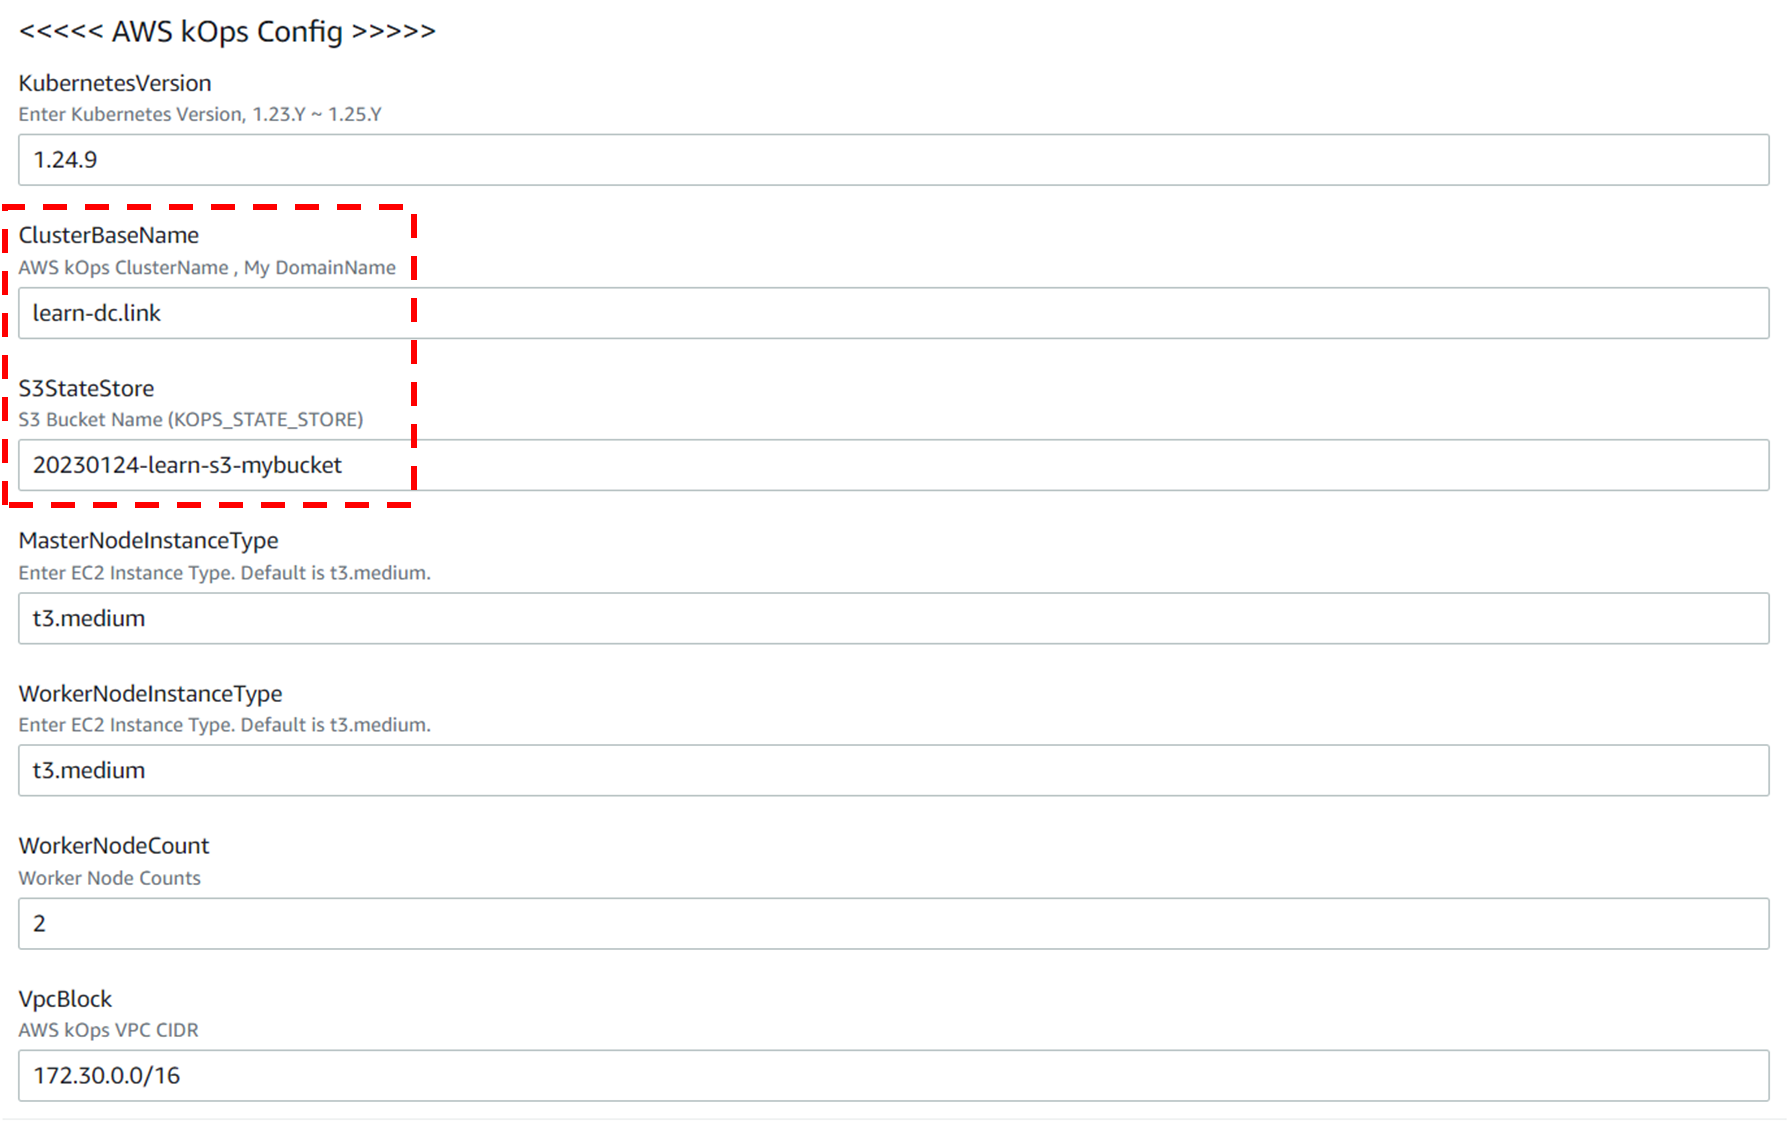 <<<<< AWS kOps Config >>>>>
KubernetesVersion
Enter Kubernetes Version, 1.23.Y ~ 1.25.Y
1.24.9
ClusterBaseName
AWS kOps ClusterName , My DomainName
learn-dc.link
S3StateStore
S3 Bucket Name (KOPS_STATE_STORE)
20230124-learn-s3-mybucket
MasterNodeInstanceType
Enter EC2 Instance Type. Default is t3.medium.
t3.medium
WorkerNodeInstanceType
Enter EC2 Instance Type. Default is t3.medium.
t3.medium
WorkerNodeCount
Worker Node Counts
2
VpcBlock
AWS kOps VPC CIDR
172.30.0.0/16